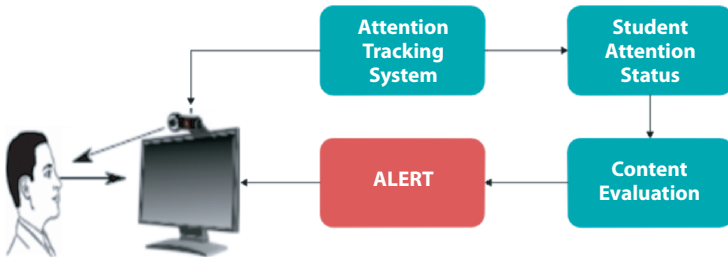 Attention
Tracking
System
Student
Attention
Status
ALERT
Content
Evaluation